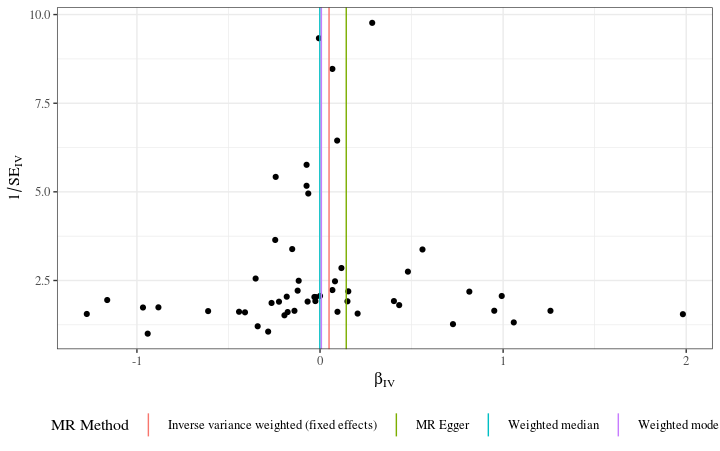 10.0
7.5
5.0
2.5
1/SE_IV
-1 0 1 2
β_IV
MR Method Inverse variance weighted (fixed effects) MR Egger Weighted median Weighted mode